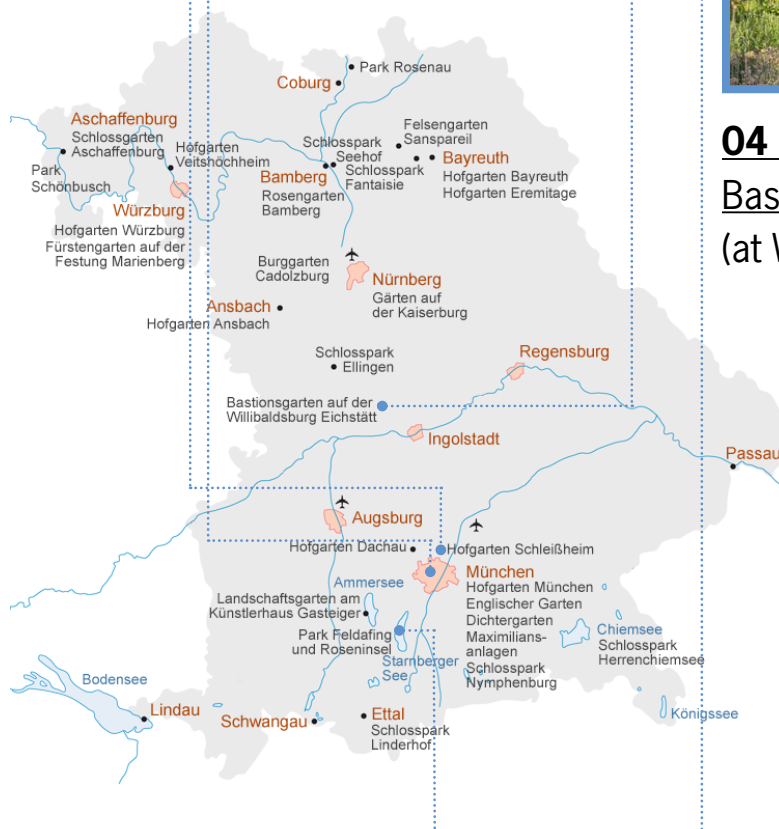 Park Rosenau
Coburg
Aschaffenburg
Schlossgarten
Aschaffenburg
Park
Schönbusch
Hofgarten
Veitshöchheim
Würzburg
Hofgarten Würzburg
Fürstengarten auf der
Festung Marienberg
Schlosspark
Seehof
Bamberg
Rosengarten
Bamberg
Schlosspark
Fantaisie
Felsengarten
Sanspareil
Bayreuth
Hofgarten Bayreuth
Hofgarten Eremitage
04
Bas
(at
Burggarten
Cadolzburg
Nürnberg
Gärten auf
der Kaiserburg
Ansbach
Hofgarten Ansbach
Schlosspark
Ellingen
Regensburg
Bastionsgarten auf der
Willibaldsburg Eichstätt
Ingolstadt
Passau
Augsburg
Hofgarten Dachau
Hofgarten Schleißheim
München
Hofgarten München
Englischer Garten
Dichtergarten
Maximilians-
anlagen
Schlosspark
Nymphenburg
Ammersee
Landschaftsgarten am
Künstlerhaus Gasteiger
Park Feldafing
und Roseninsel
Starnberger
See
Chiemsee
Schlosspark
Herrenchiemsee
Königssee
Bodensee
Lindau
Schwangau
Ettal
Schlosspark
Linderhof